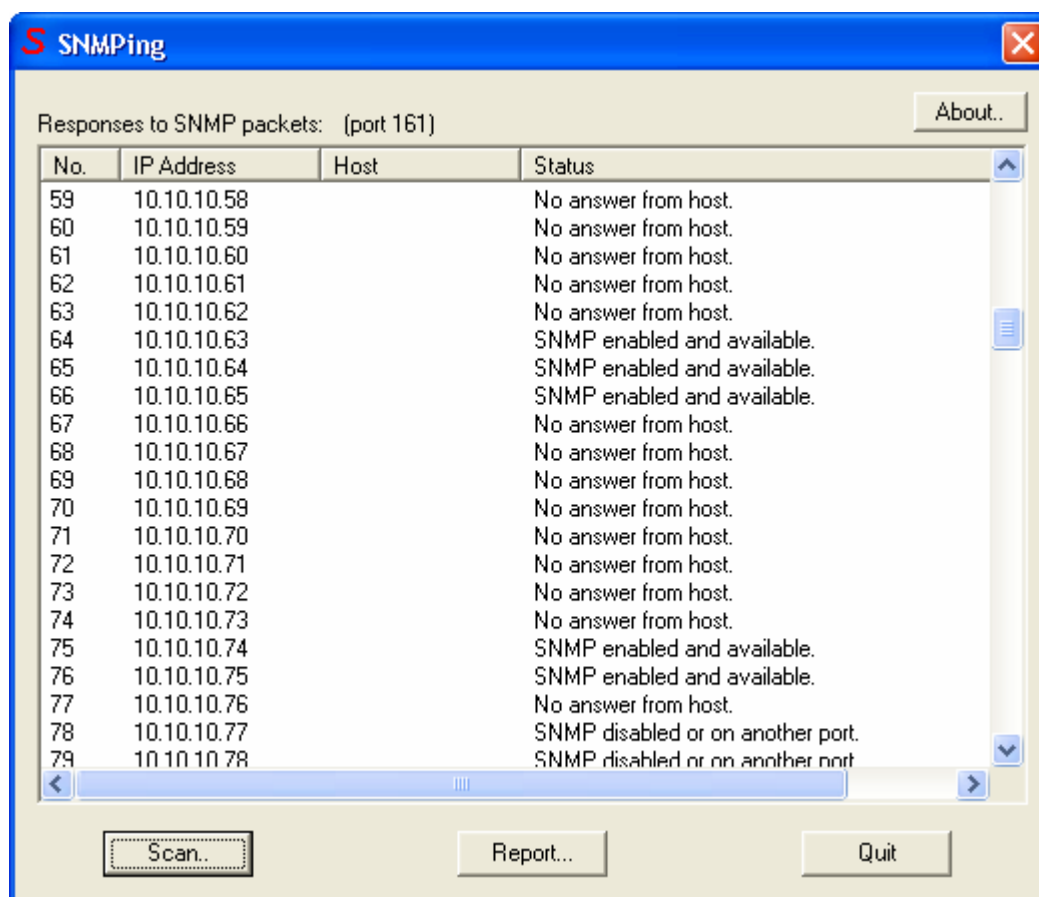 S SNMPing
About..
Responses to SNMP packets: (port 161)
No. IP Address Host Status
59 10.10.10.58 No answer from host.
60 10.10.10.59 No answer from host.
61 10.10.10.60 No answer from host.
62 10.10.10.61 No answer from host.
63 10.10.10.62 No answer from host.
64 10.10.10.63 SNMP enabled and available.
65 10.10.10.64 SNMP enabled and available.
66 10.10.10.65 SNMP enabled and available.
67 10.10.10.66 No answer from host.
68 10.10.10.67 No answer from host.
69 10.10.10.68 No answer from host.
70 10.10.10.69 No answer from host.
71 10.10.10.70 No answer from host.
72 10.10.10.71 No answer from host.
73 10.10.10.72 No answer from host.
74 10.10.10.73 No answer from host.
75 10.10.10.74 SNMP enabled and available.
76 10.10.10.75 SNMP enabled and available.
77 10.10.10.76 No answer from host.
78 10.10.10.77 SNMP disabled or on another port.
79 10.10.10.78 SNMP disabled or on another port
Scan.. Report... Quit